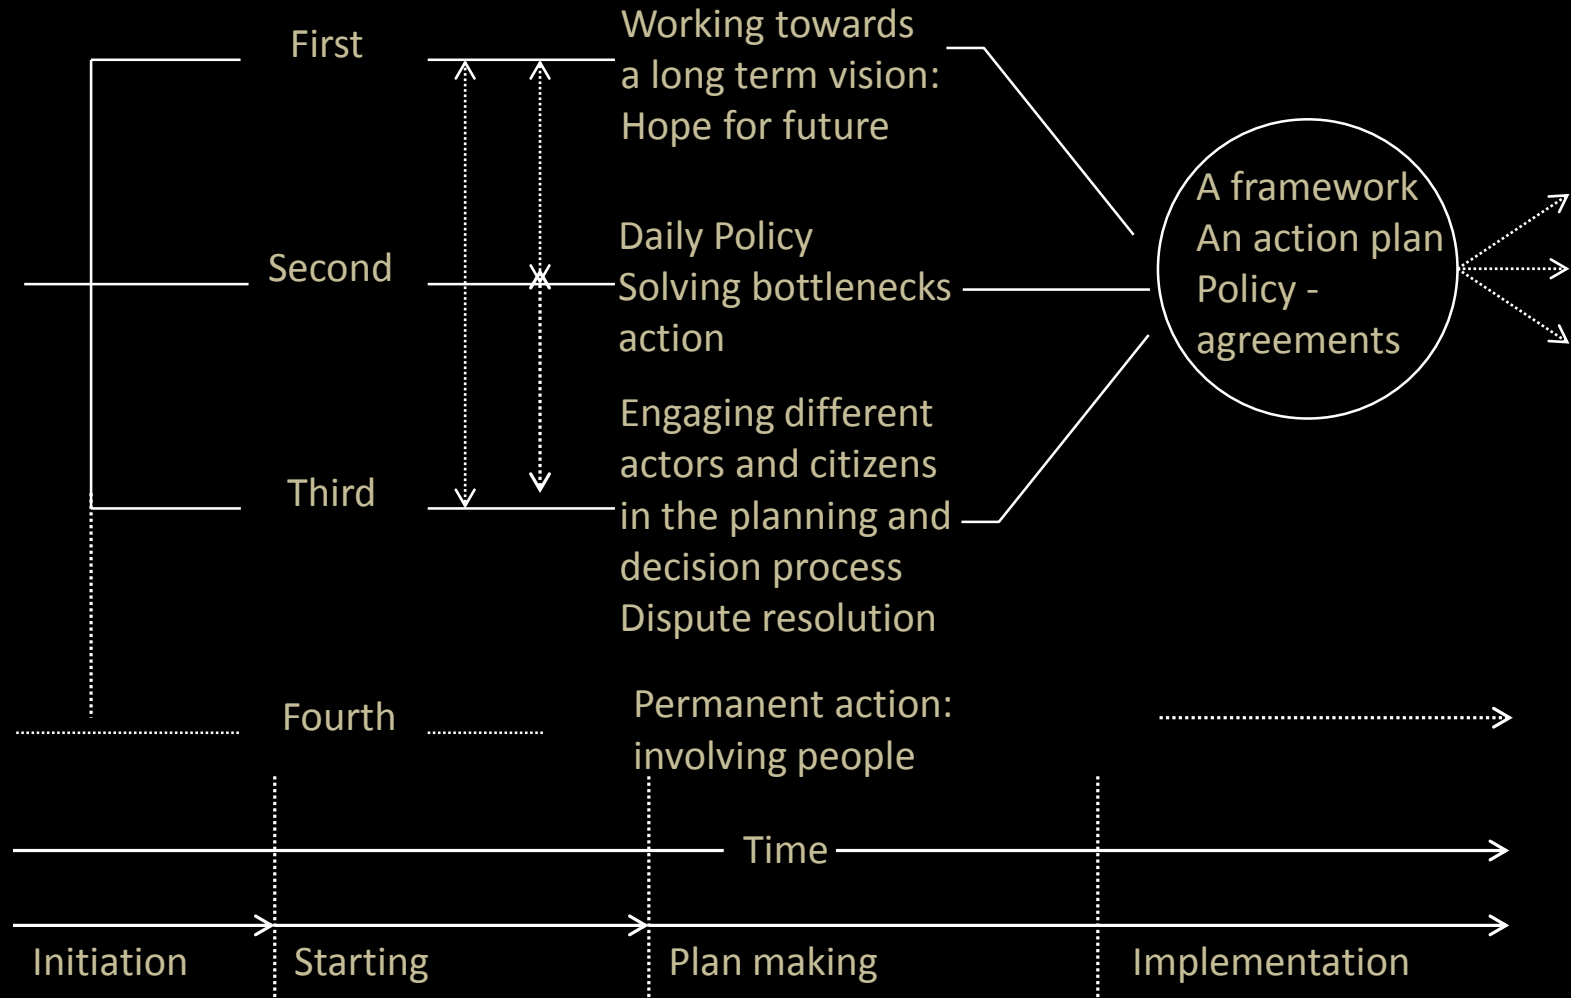 First
Working towards
a long term vision:
Hope for future
Second
Daily Policy
Solving bottlenecks
action
Third
Engaging different
actors and citizens
in the planning and
decision process
Dispute resolution
A framework
An action plan
Policy -
agreements
Fourth
Permanent action:
involving people
Time
Initiation
Starting
Plan making
Implementation